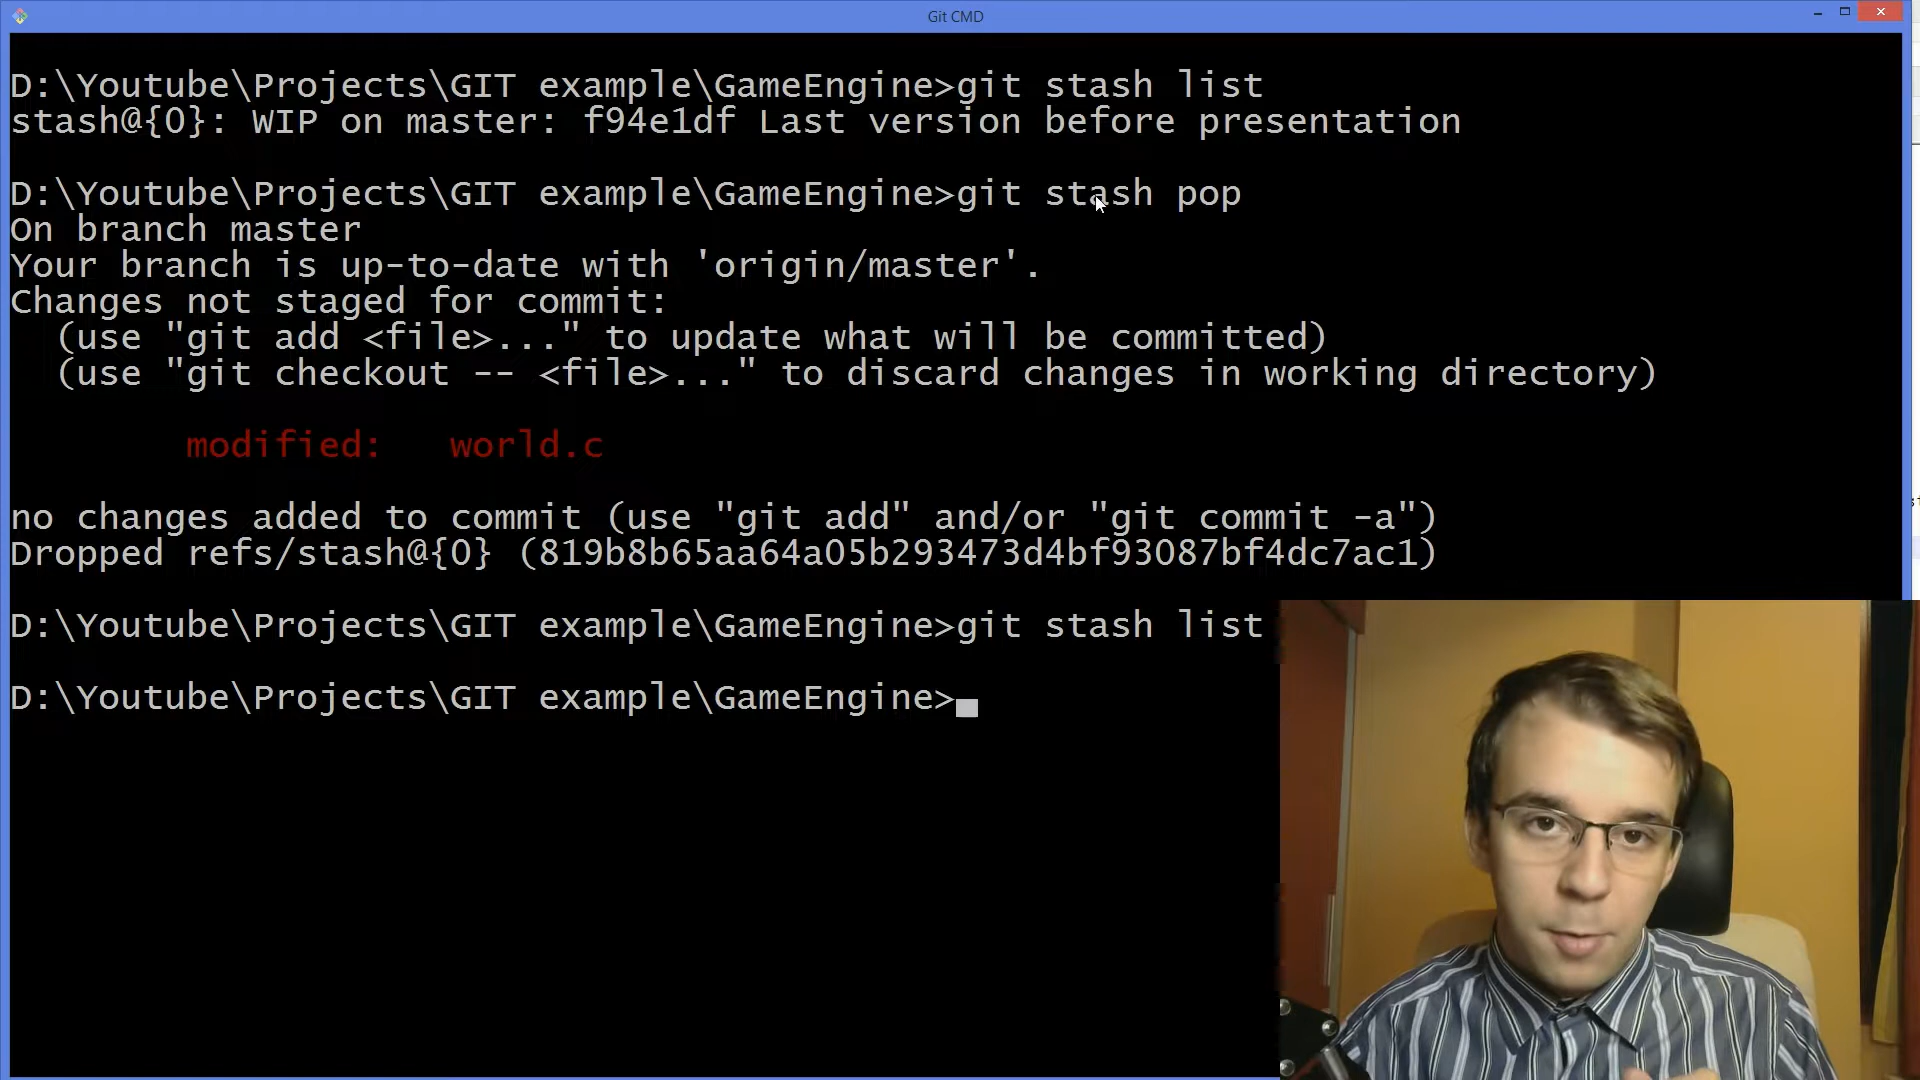 Git CMD
D:\Youtube\Projects\GIT example\GameEngine>git stash list
stash@{0}: WIP on master: f94e1df Last version before presentation
D:\Youtube\Projects\GIT example\GameEngine>git stash pop
On branch master
Your branch is up-to-date with 'origin/master'.
Changes not staged for commit:
  (use "git add <file>..." to update what will be committed)
  (use "git checkout -- <file>..." to discard changes in working directory)
        modified:   world.c
no changes added to commit (use "git add" and/or "git commit -a")
Dropped refs/stash@{0} (819b8b65aa64a05b293473d4bf93087bf4dc7ac1)
D:\Youtube\Projects\GIT example\GameEngine>git stash list
D:\Youtube\Projects\GIT example\GameEngine>